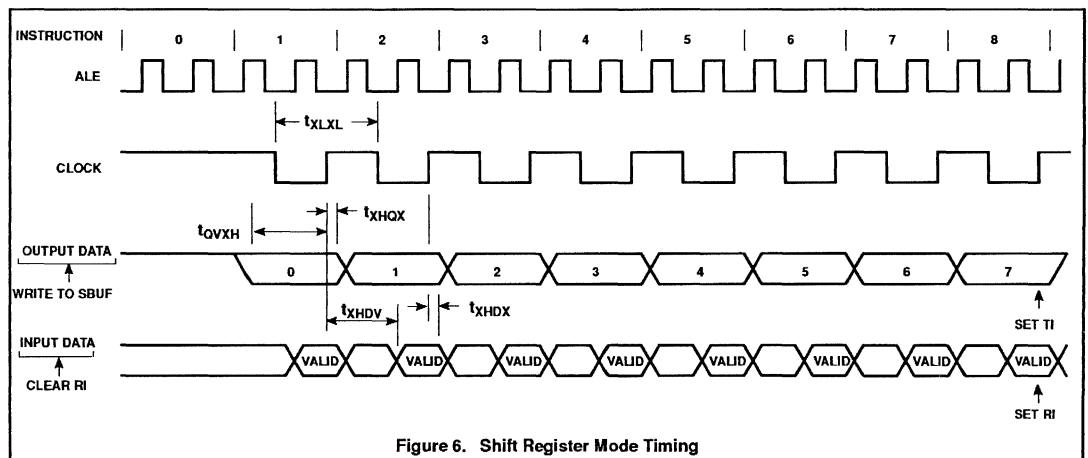 INSTRUCTION | 0 | 1 | 2 | 3 | 4 | 5 | 6 | 7 | 8 |
ALE
tXLXL
CLOCK
tXHQX
tQVXH
OUTPUT DATA
0 1 2 3 4 5 6 7
WRITE TO SBUF
tXHDV
tXHDX
SET TI
INPUT DATA
VALID VALID VALID VALID VALID VALID VALID VALID
CLEAR RI
SET RI
Figure 6. Shift Register Mode Timing